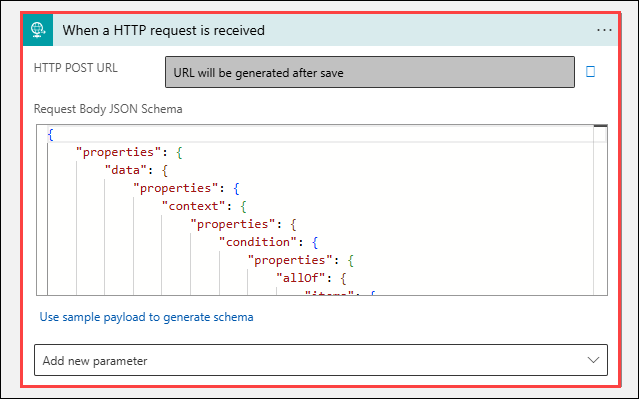 When a HTTP request is received
HTTP POST URL
URL will be generated after save
Request Body JSON Schema
{
"properties": {
"data": {
"properties": {
"context": {
"properties": {
"condition": {
"properties": {
"allOf": {
"items": {
Use sample payload to generate schema
Add new parameter